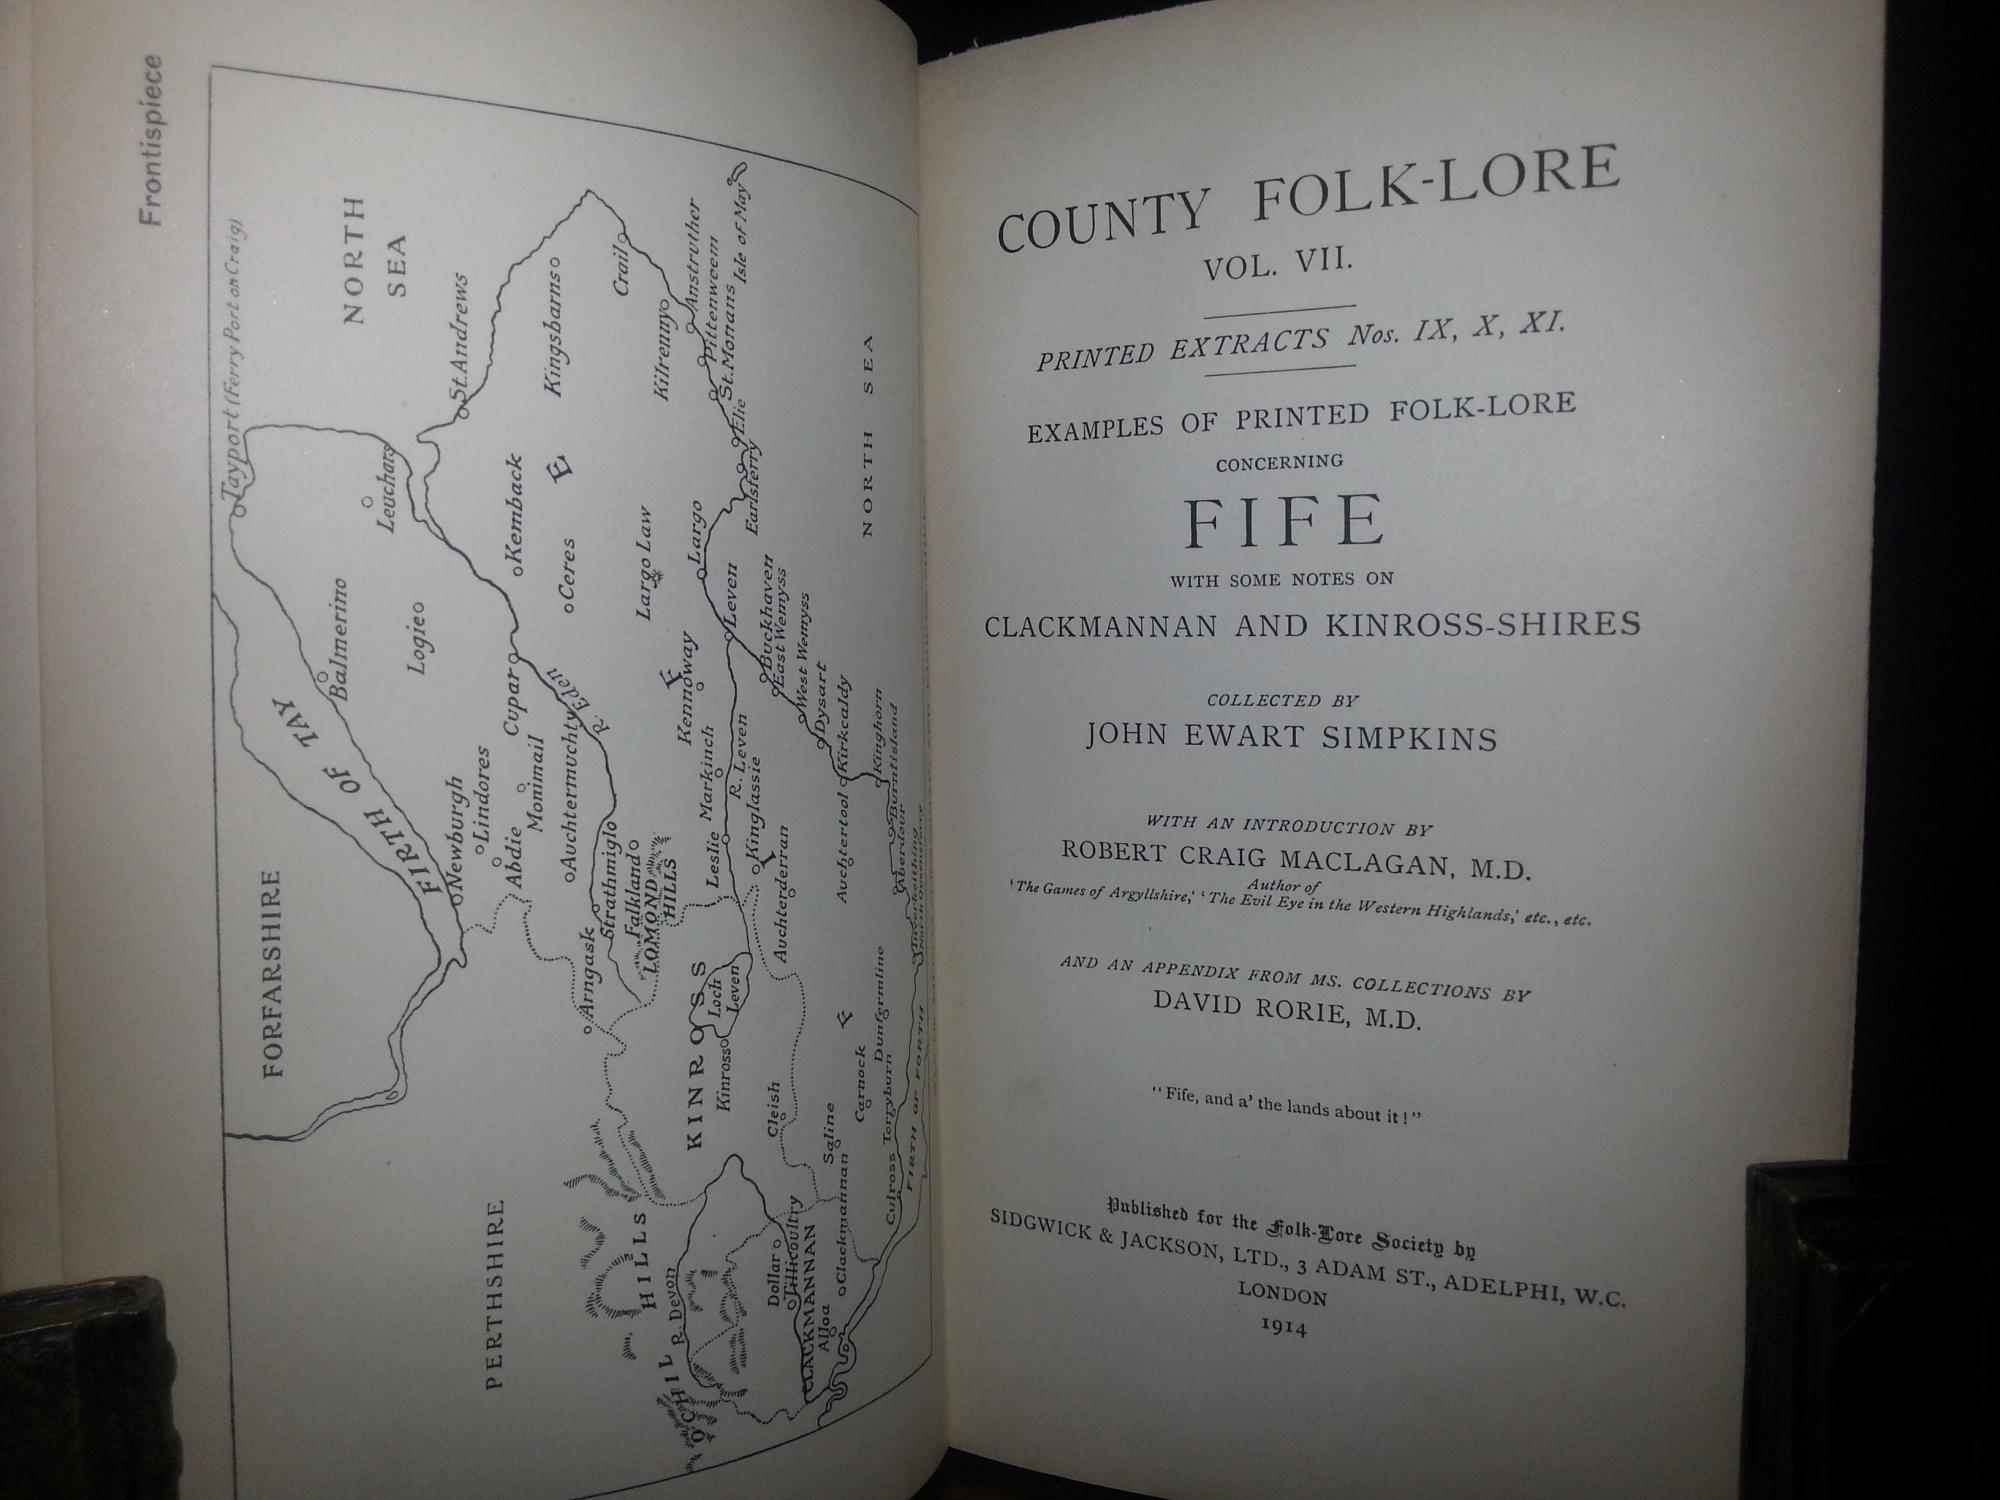 Frontispiece
Tayport (Ferry Port on Craig)
NORTH
SEA
FORFARSHIRE
FIRTH OF TAY
Balmerino
Leuchars
Logie
St. Andrews
Newburgh
Lindores
Abdie
Monimail
Cupar
Kemback
Kingsbarns
Crail
Ceres
Auchtermuchty
R. Eden
PERTHSHIRE
Arngask
Strathmiglo
Falkland
LOMOND
HILLS
Largo Law
F
I
F
E
Kilrenny
Anstruther
Pittenweem
St. Monans
Isle of May
Elie
Earlsferry
Largo
Kennoway
Markinch
Leslie
R. Leven
Leven
Kinglassie
Buckhaven
East Wemyss
West Wemyss
Dysart
Kirkcaldy
Auchterderran
Auchtertool
Kinghorn
Burntisland
Aberdour
NORTH SEA
KINROSS
Loch
Leven
Kinross
Cleish
Saline
Carnock
Dunfermline
Torryburn
Culross
FIRTH OF FORTH
OCHIL HILLS
R. Devon
Dollar
Tillicoultry
CLACKMANNAN
Clackmannan
Alloa
COUNTY FOLK-LORE
VOL. VII.
PRINTED EXTRACTS Nos. IX, X, XI.
EXAMPLES OF PRINTED FOLK-LORE
CONCERNING
FIFE
WITH SOME NOTES ON
CLACKMANNAN AND KINROSS-SHIRES
COLLECTED BY
JOHN EWART SIMPKINS
WITH AN INTRODUCTION BY
ROBERT CRAIG MACLAGAN, M.D.
Author of
'The Games of Argyllshire,' 'The Evil Eye in the Western Highlands,' etc., etc.
AND AN APPENDIX FROM MS. COLLECTIONS BY
DAVID RORIE, M.D.
"Fife, and a' the lands about it!"
Published for the Folk-Lore Society by
SIDGWICK & JACKSON, LTD., 3 ADAM ST., ADELPHI, W.C.
LONDON
1914